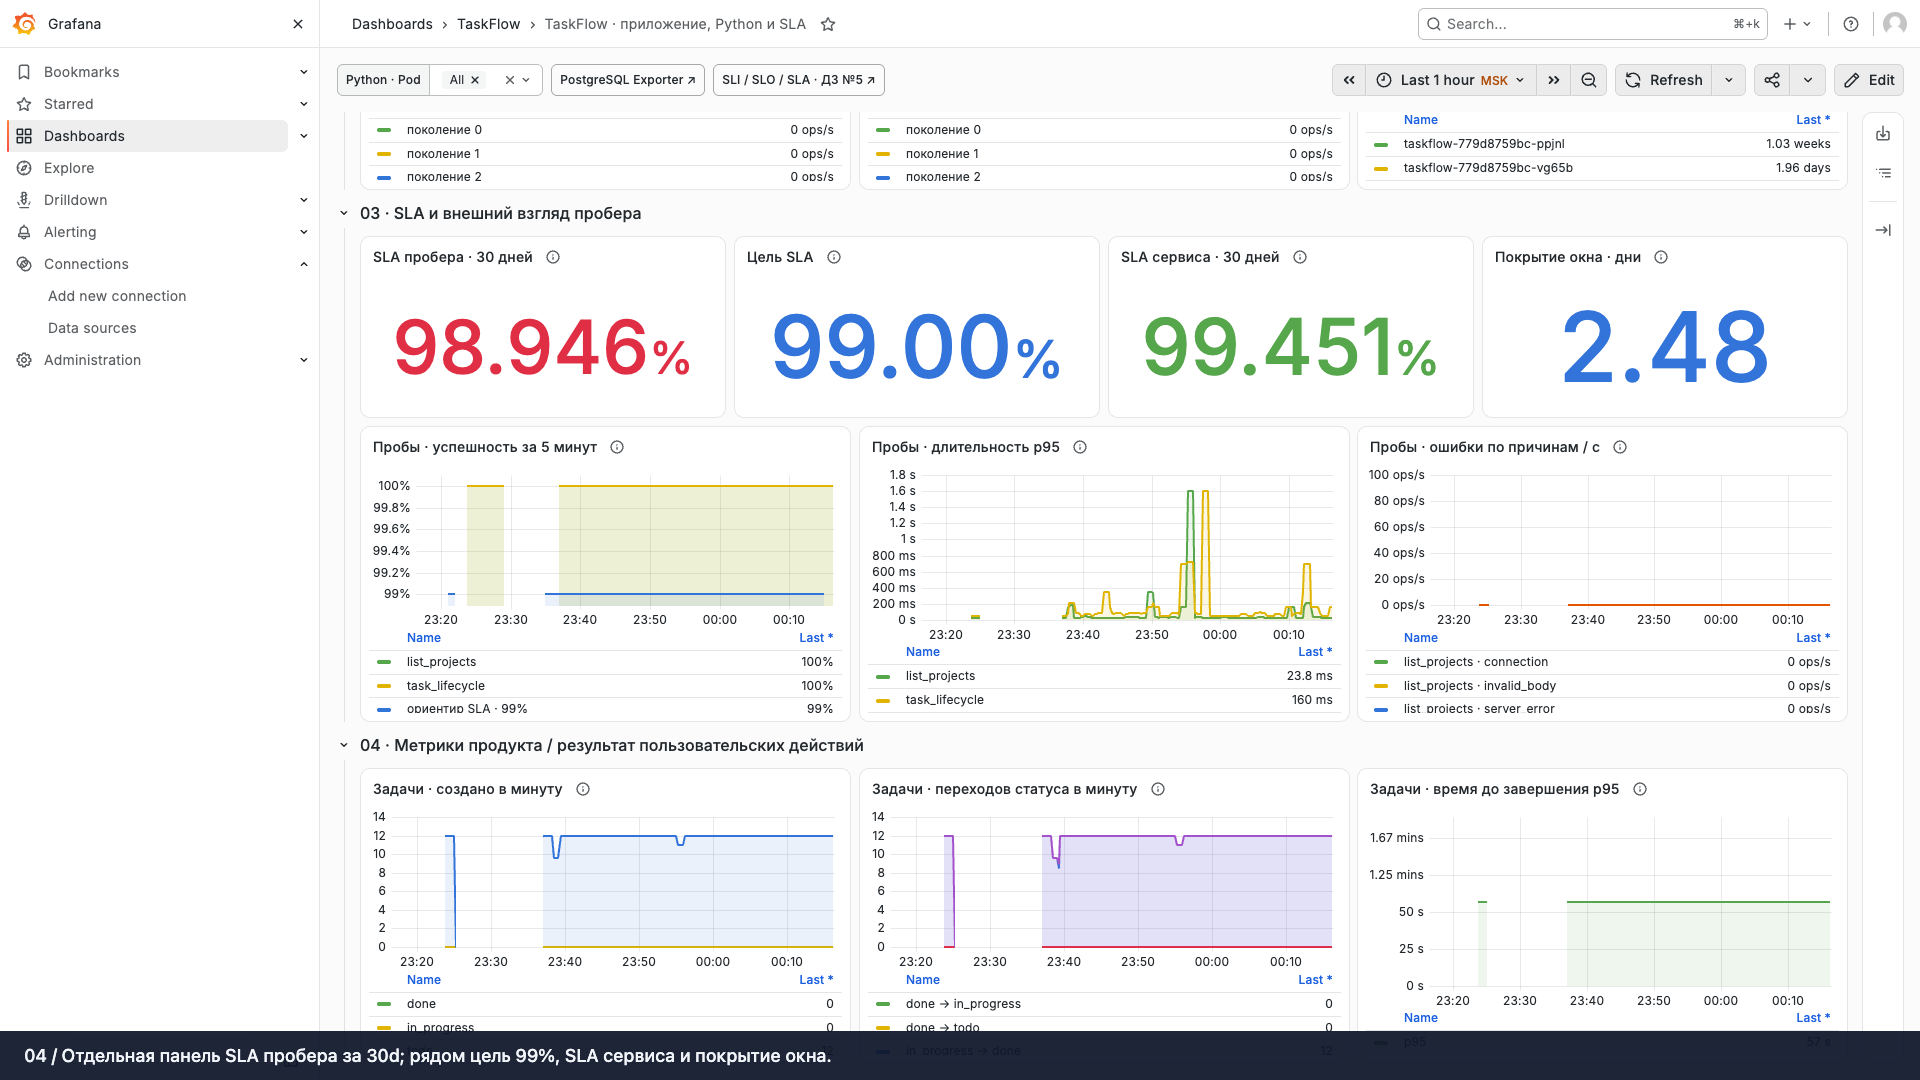 Grafana
Dashboards › TaskFlow › TaskFlow · приложение, Python и SLA
Search...
⌘+k
Bookmarks
Starred
Dashboards
Explore
Drilldown
Alerting
Connections
Add new connection
Data sources
Administration
Python · Pod
All
PostgreSQL Exporter
SLI / SLO / SLA · ДЗ №5
Last 1 hour MSK
Refresh
Edit
поколение 0 0 ops/s
поколение 1 0 ops/s
поколение 2 0 ops/s
поколение 0 0 ops/s
поколение 1 0 ops/s
поколение 2 0 ops/s
Name Last *
taskflow-779d8759bc-ppjnl 1.03 weeks
taskflow-779d8759bc-vg65b 1.96 days
03 · SLA и внешний взгляд пробера
SLA пробера · 30 дней
98.946%
Цель SLA
99.00%
SLA сервиса · 30 дней
99.451%
Покрытие окна · дни
2.48
Пробы · успешность за 5 минут
100%
99.8%
99.6%
99.4%
99.2%
99%
23:20 23:30 23:40 23:50 00:00 00:10
Name Last *
list_projects 100%
task_lifecycle 100%
ориентир SLA · 99% 99%
Пробы · длительность p95
1.8 s
1.6 s
1.4 s
1.2 s
1 s
800 ms
600 ms
400 ms
200 ms
0 s
23:20 23:30 23:40 23:50 00:00 00:10
Name Last *
list_projects 23.8 ms
task_lifecycle 160 ms
Пробы · ошибки по причинам / с
100 ops/s
80 ops/s
60 ops/s
40 ops/s
20 ops/s
0 ops/s
23:20 23:30 23:40 23:50 00:00 00:10
Name Last *
list_projects · connection 0 ops/s
list_projects · invalid_body 0 ops/s
list_projects · server_error 0 ops/s
04 · Метрики продукта / результат пользовательских действий
Задачи · создано в минуту
14
12
10
8
6
4
2
0
23:20 23:30 23:40 23:50 00:00 00:10
Name Last *
done 0
in_progress 0
12
Задачи · переходов статуса в минуту
14
12
10
8
6
4
2
0
23:20 23:30 23:40 23:50 00:00 00:10
Name Last *
done → in_progress 0
done → todo 0
in_progress → done 12
Задачи · время до завершения p95
1.67 mins
1.25 mins
50 s
25 s
0 s
23:20 23:30 23:40 23:50 00:00 00:10
Name Last *
p95 57 s
04 / Отдельная панель SLA пробера за 30d; рядом цель 99%, SLA сервиса и покрытие окна.